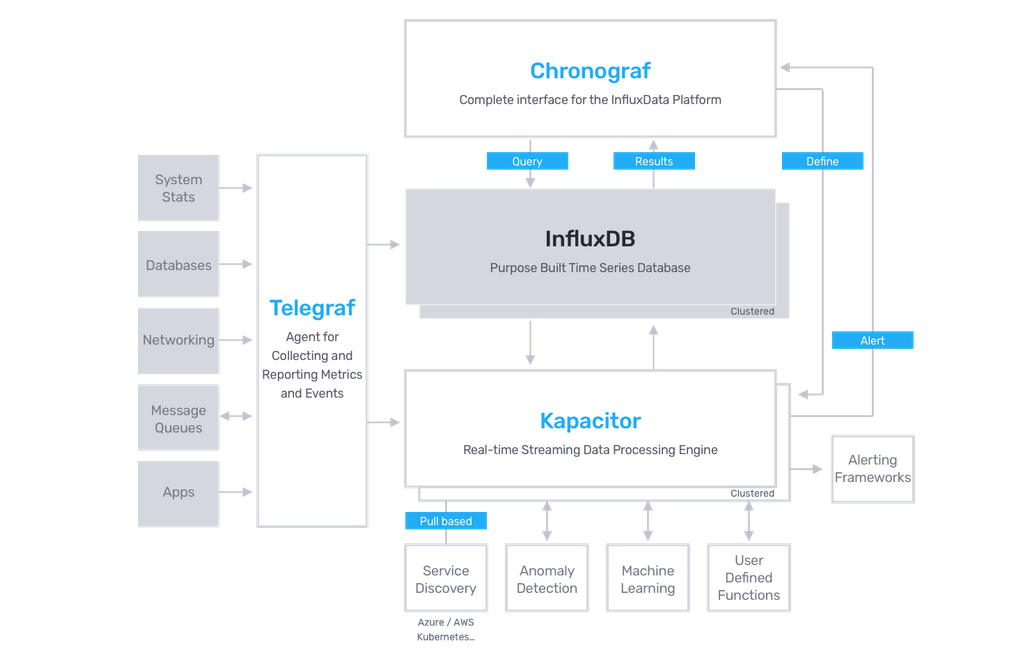 Chronograf
Complete interface for the InfluxData Platform
Query
Results
Define
System
Stats
Databases
Networking
Message
Queues
Apps
Telegraf
Agent for
Collecting and
Reporting Metrics
and Events
InfluxDB
Purpose Built Time Series Database
Clustered
Alert
Kapacitor
Real-time Streaming Data Processing Engine
Clustered
Alerting
Frameworks
Pull based
Service
Discovery
Azure / AWS
Kubernetes...
Anomaly
Detection
Machine
Learning
User
Defined
Functions